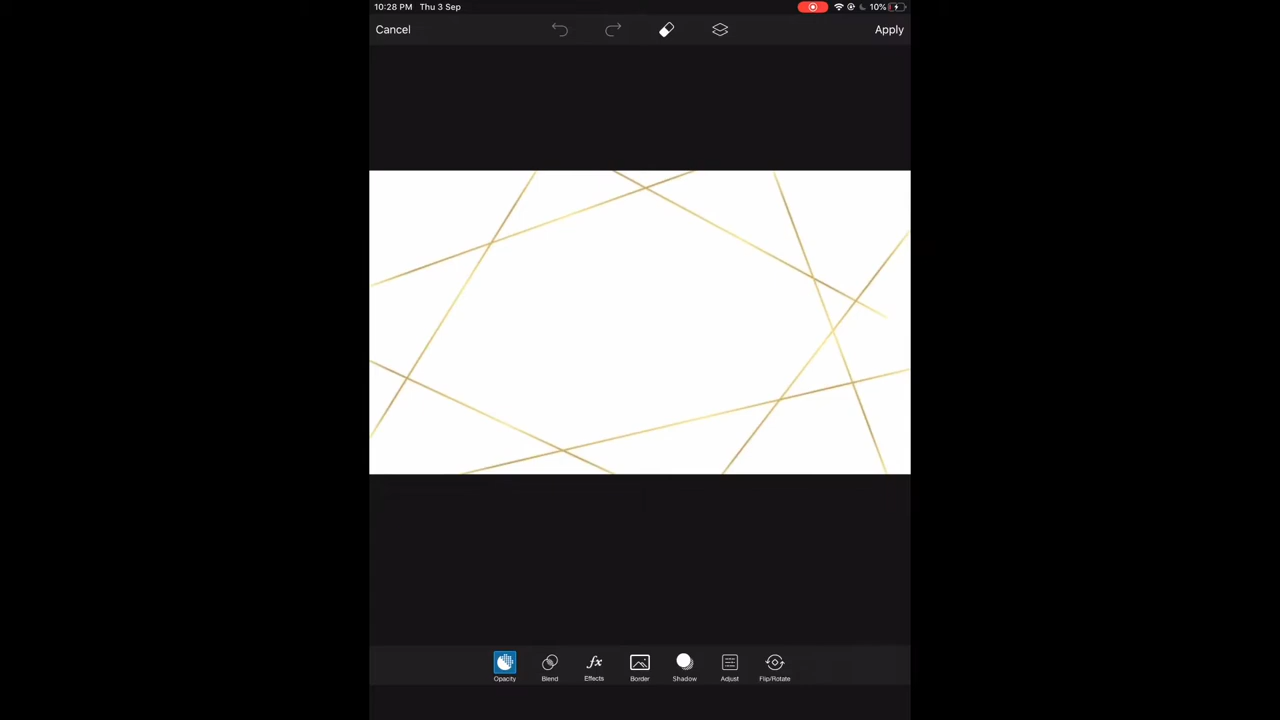 10:28 PM Thu 3 Sep 10%
Cancel Apply
Opacity Blend Effects Border Shadow Adjust Flip/Rotate